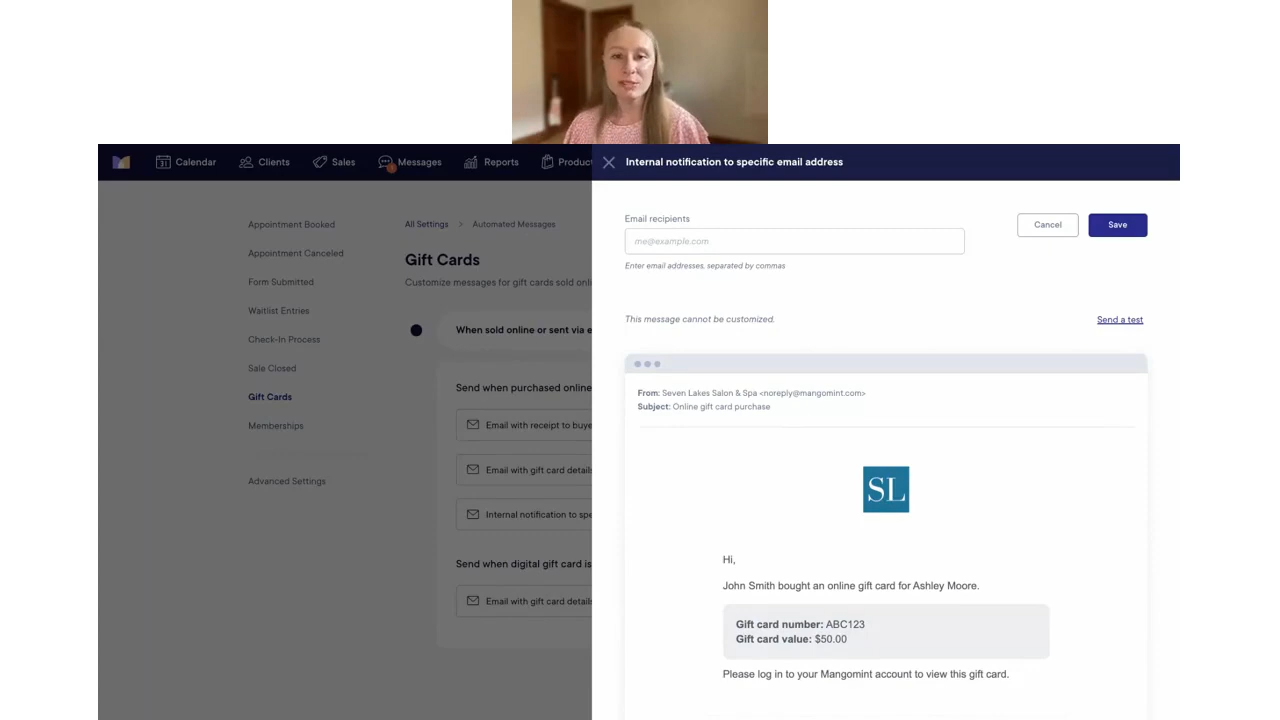 Calendar
Clients
Sales
Messages
Reports
Internal notification to specific email address
Appointment Booked
Appointment Canceled
Form Submitted
Waitlist Entries
Check-In Process
Sale Closed
Gift Cards
Memberships
Advanced Settings
All Settings > Automated Messages
Gift Cards
Customize messages for gift cards sold
When sold online or sent via
Send when purchased online
Email with receipt to
Email with gift card
Internal notification to
Send when digital gift card is
Email with gift card
Email recipients
me@example.com
Enter email addresses, separated by commas
Cancel
Save
This message cannot be customized.
Send a test
From: Seven Lakes Salon & Spa <noreply@mangomint.com>
Subject: Online gift card purchase
SL
Hi,
John Smith bought an online gift card for Ashley Moore.
Gift card number: ABC123
Gift card value: $50.00
Please log in to your Mangomint account to view this gift card.